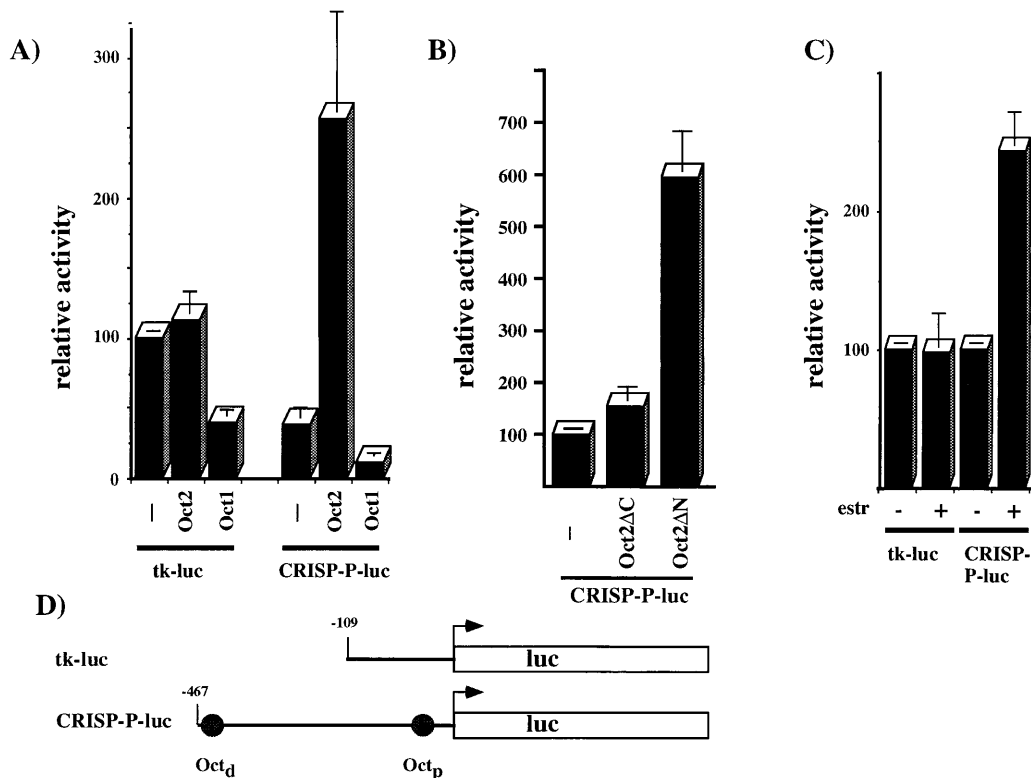 A)
relative activity
300
200
100
0
–
Oct2
Oct1
–
Oct2
Oct1
tk-luc
CRISP-P-luc
B)
relative activity
700
600
500
400
300
200
100
–
Oct2ΔC
Oct2ΔN
CRISP-P-luc
C)
relative activity
200
100
estr - + - +
tk-luc
CRISP-
P-luc
D)
-109
tk-luc
luc
-467
CRISP-P-luc
luc
Octd
Octp